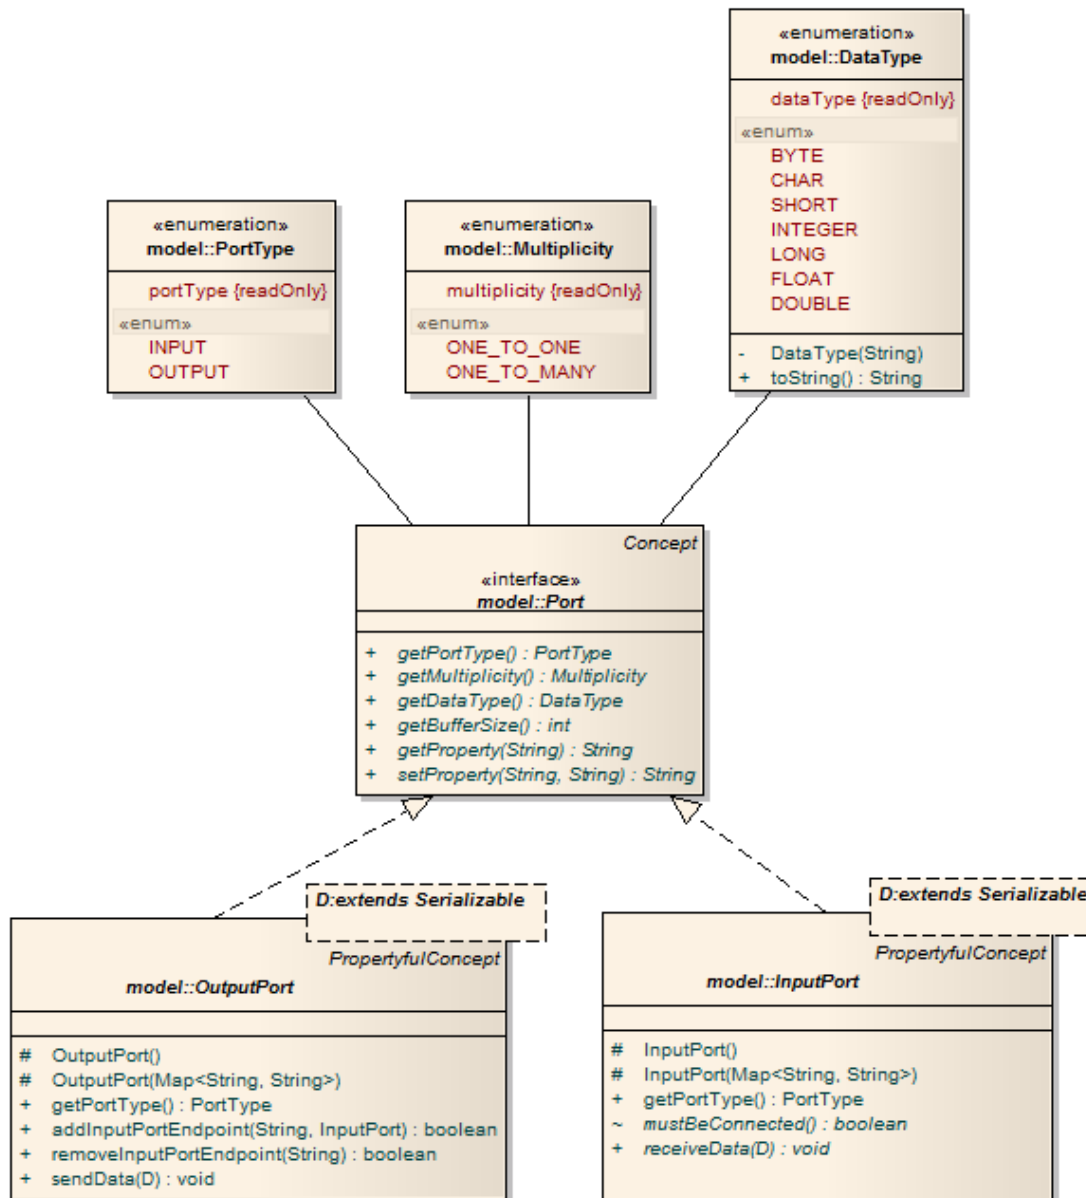 «enumeration»
model::DataType
dataType {readOnly}
«enum»
BYTE
CHAR
SHORT
INTEGER
LONG
FLOAT
DOUBLE
- DataType(String)
+ toString() : String
«enumeration»
model::PortType
portType {readOnly}
«enum»
INPUT
OUTPUT
«enumeration»
model::Multiplicity
multiplicity {readOnly}
«enum»
ONE_TO_ONE
ONE_TO_MANY
Concept
«interface»
model::Port
+ getPortType() : PortType
+ getMultiplicity() : Multiplicity
+ getDataType() : DataType
+ getBufferSize() : int
+ getProperty(String) : String
+ setProperty(String, String) : String
D:extends Serializable
PropertyfulConcept
model::OutputPort
# OutputPort()
# OutputPort(Map<String, String>)
+ getPortType() : PortType
+ addInputPortEndpoint(String, InputPort) : boolean
+ removeInputPortEndpoint(String) : boolean
+ sendData(D) : void
D:extends Serializable
PropertyfulConcept
model::InputPort
# InputPort()
# InputPort(Map<String, String>)
+ getPortType() : PortType
~ mustBeConnected() : boolean
+ receiveData(D) : void